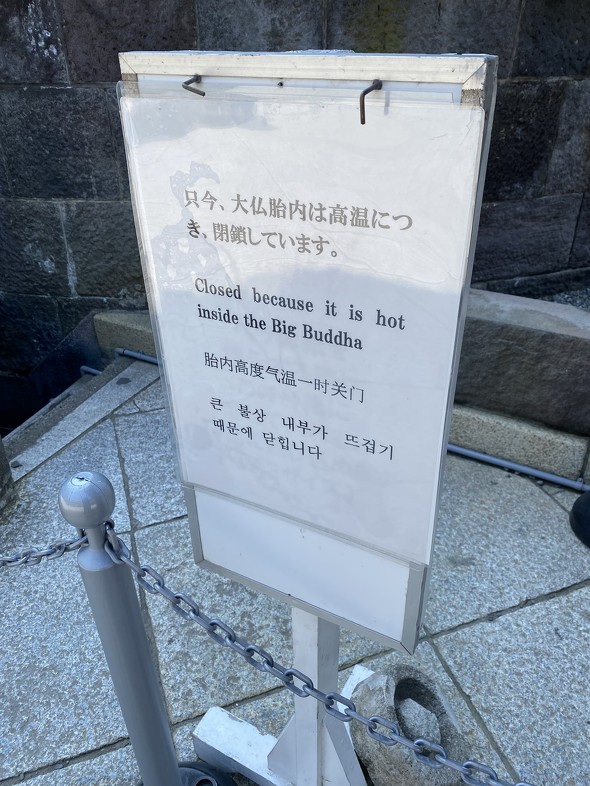 只今、大仏胎内は高温につ
き、閉鎖しています。
Closed because it is hot
inside the Big Buddha
胎内高度气温一时关门
큰 불상 내부가 뜨겁기
때문에 닫힙니다